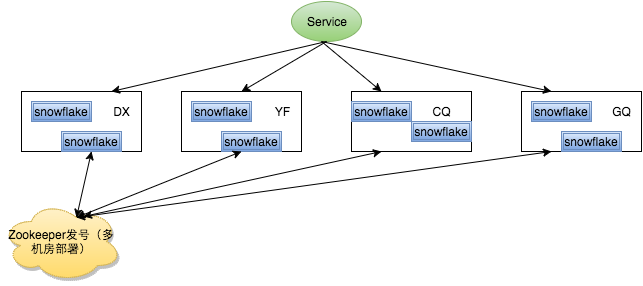 Service
snowflake DX
snowflake
snowflake YF
snowflake
snowflake CQ
snowflake
snowflake GQ
snowflake
Zookeeper发号（多
机房部署）